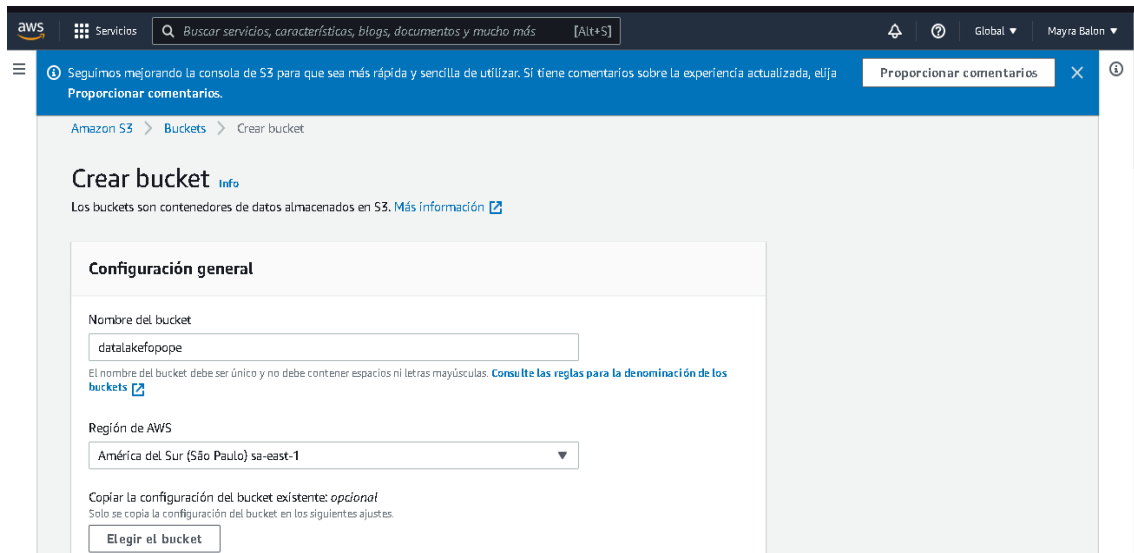 aws
Servicios
Buscar servicios, características, blogs, documentos y mucho más
[Alt+S]
Global
Mayra Balon
Seguimos mejorando la consola de S3 para que sea más rápida y sencilla de utilizar. Si tiene comentarios sobre la experiencia actualizada, elija
Proporcionar comentarios.
Proporcionar comentarios
Amazon S3 > Buckets > Crear bucket
Crear bucket Info
Los buckets son contenedores de datos almacenados en S3. Más información
Configuración general
Nombre del bucket
datalakefopope
El nombre del bucket debe ser único y no debe contener espacios ni letras mayúsculas. Consulte las reglas para la denominación de los
buckets
Región de AWS
América del Sur (São Paulo) sa-east-1
Copiar la configuración del bucket existente: opcional
Solo se copia la configuración del bucket en los siguientes ajustes.
Elegir el bucket